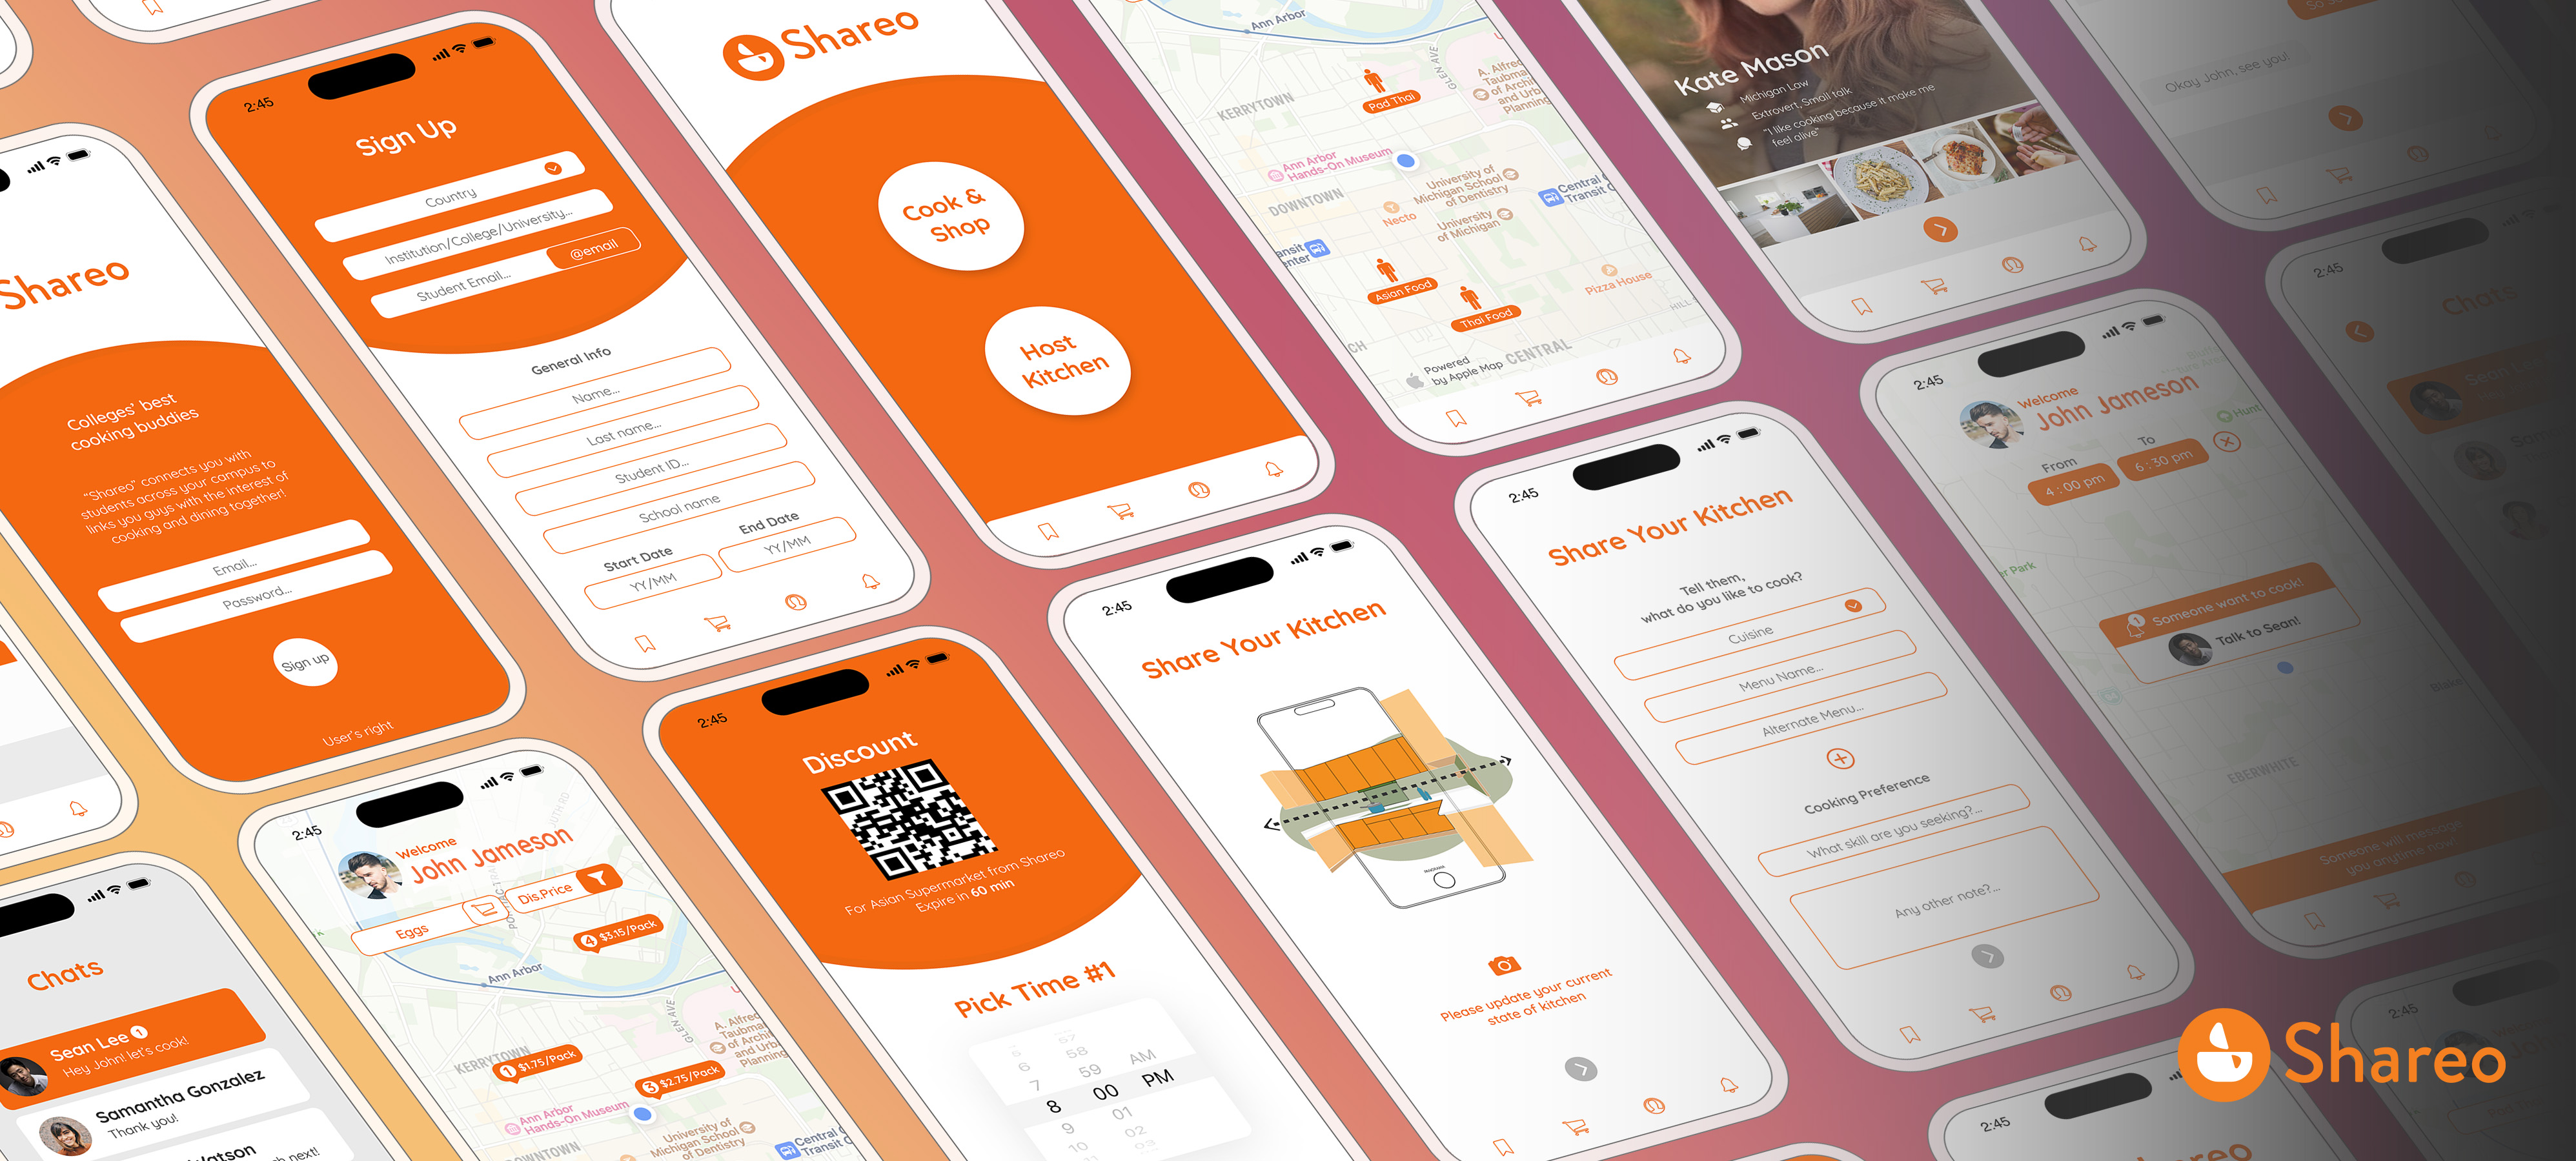 Shareo
Colleges' best
cooking buddies
"Shareo" connects you with
students across your campus to
links you guys with the interest of
cooking and dining together!
Email...
Password...
Sign up
User's right
2:45
Sign Up
Country
Institution/College/University...
Student Email...
@email
General Info
Name...
Last name...
Student ID...
School name
Start Date
End Date
YY/MM
YY/MM
Shareo
Cook &
Shop
Host
Kitchen
Ann Arbor
KERRYTOWN
GLEN AVE
Pad Thai
A. Alfred
Taubma
of Archi
and Urb
Planning
Ann Arbor
Hands-On Museum
DOWNTOWN
University of
Michigan School
of Dentistry
Necto
University
of Michigan
Central
Transit C
Asian Food
Thai Food
Pizza House
CENTRAL
Powered
by Apple Map
Kate Mason
Michigan Law
Extrovert, Small talk
"I like cooking because it make me
feel alive"
Okay John, see you!
Chats
Sean Lee 1
Hey John! let's cook!
Samantha Gonzalez
Thank you!
2:45
Welcome
John Jameson
Eggs
Dis.Price
4 $3.15/Pack
Ann Arbor
KERRYTOWN
GLEN AVE
1 $1.75/Pack
3 $2.75/Pack
A. Alfred
Taubma
of Archi
and Urb
Planning
Ann Arbor
Hands-On Museum
University of
Michigan School
of Dentistry
Central
Transit C
2:45
Discount
For Asian Supermarket from Shareo
Expire in 60 min
Pick Time #1
6 58
7 59 AM
8 00 PM
9 01
10 02
2:45
Share Your Kitchen
Please update your current
state of kitchen
2:45
Share Your Kitchen
Tell them,
what do you like to cook?
Cuisine
Menu Name...
Alternate Menu...
Cooking Preference
What skill are you seeking?...
Any other note?...
2:45
Welcome
John Jameson
From
To
4 : 00 pm
6 : 30 pm
Hunt
1 Someone want to cook!
Talk to Sean!
Blake
EBERWHITE
Someone will message
you anytime now!
2:45
Chats
2:45
2:45
Shareo